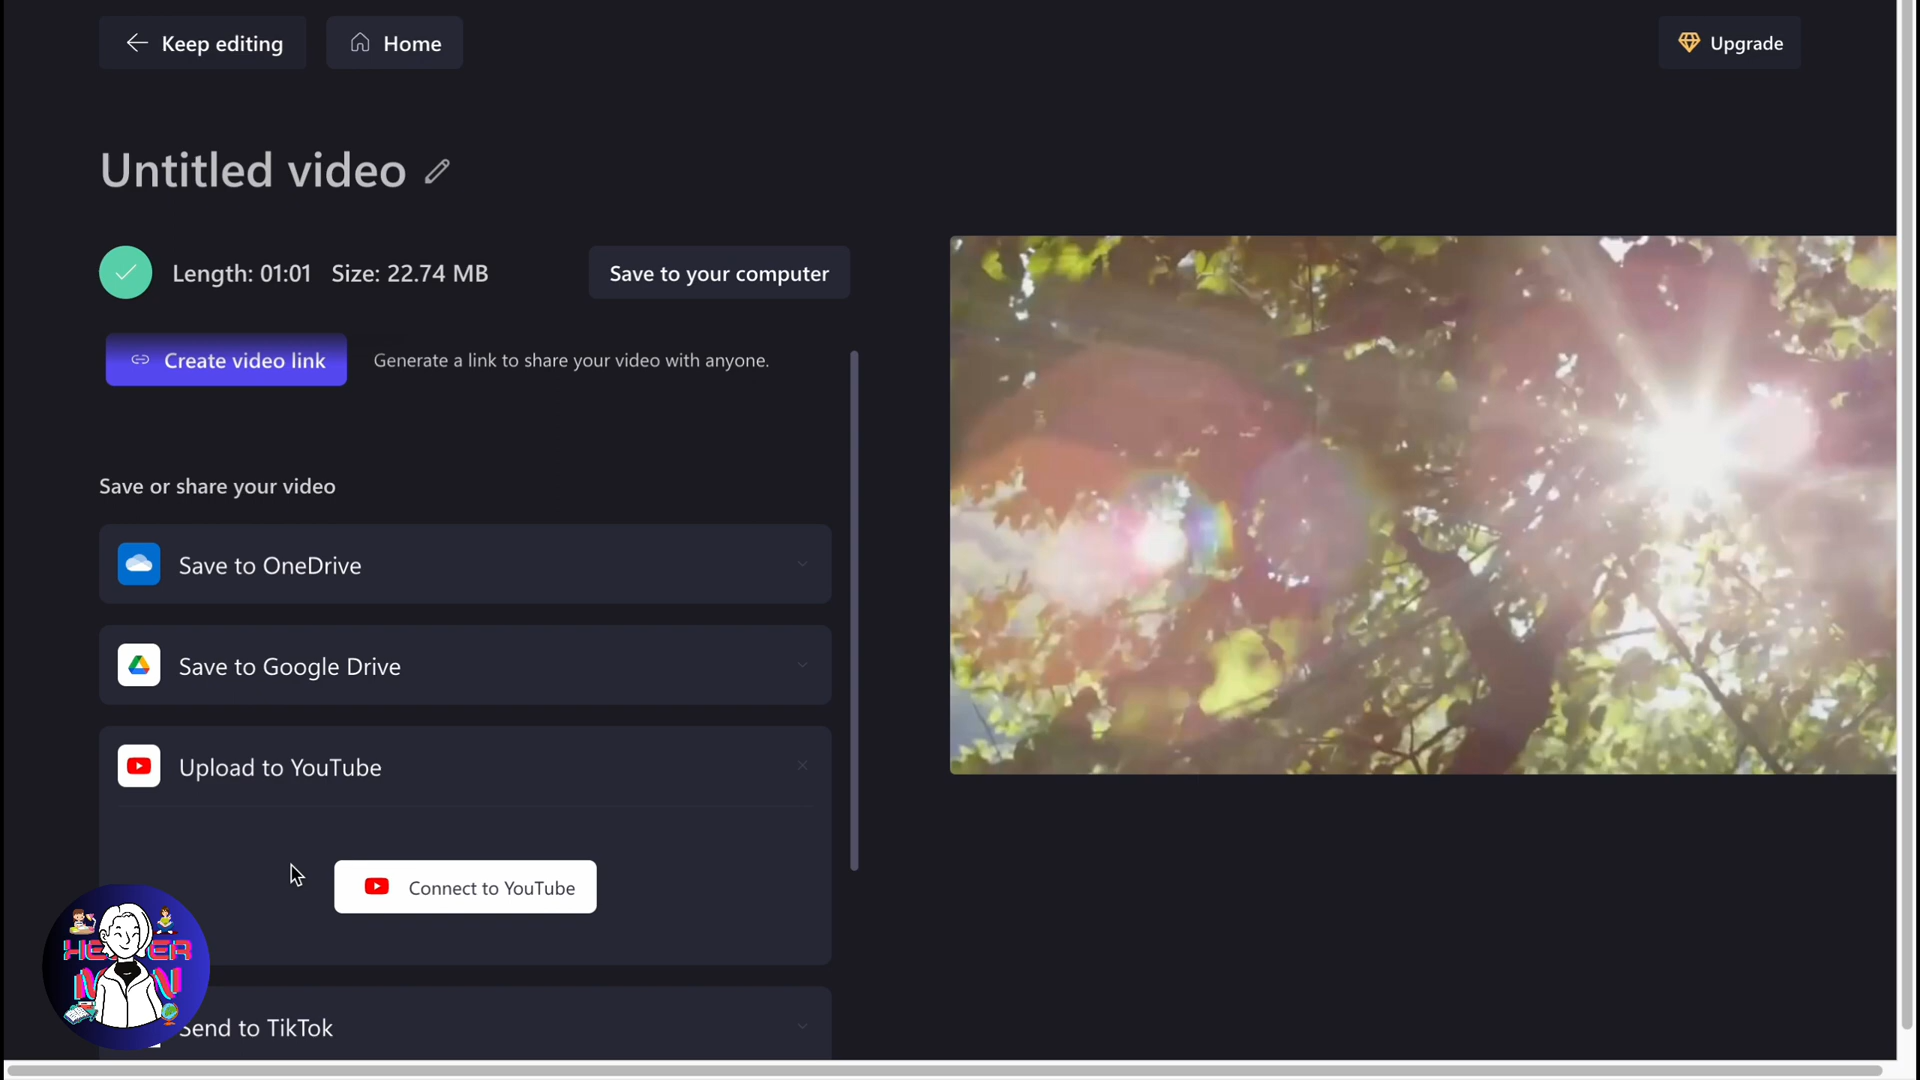 Keep editing
Home
Upgrade
Untitled video
Length: 01:01 Size: 22.74 MB
Save to your computer
Create video link
Generate a link to share your video with anyone.
Save or share your video
Save to OneDrive
Save to Google Drive
Upload to YouTube
Connect to YouTube
Send to TikTok